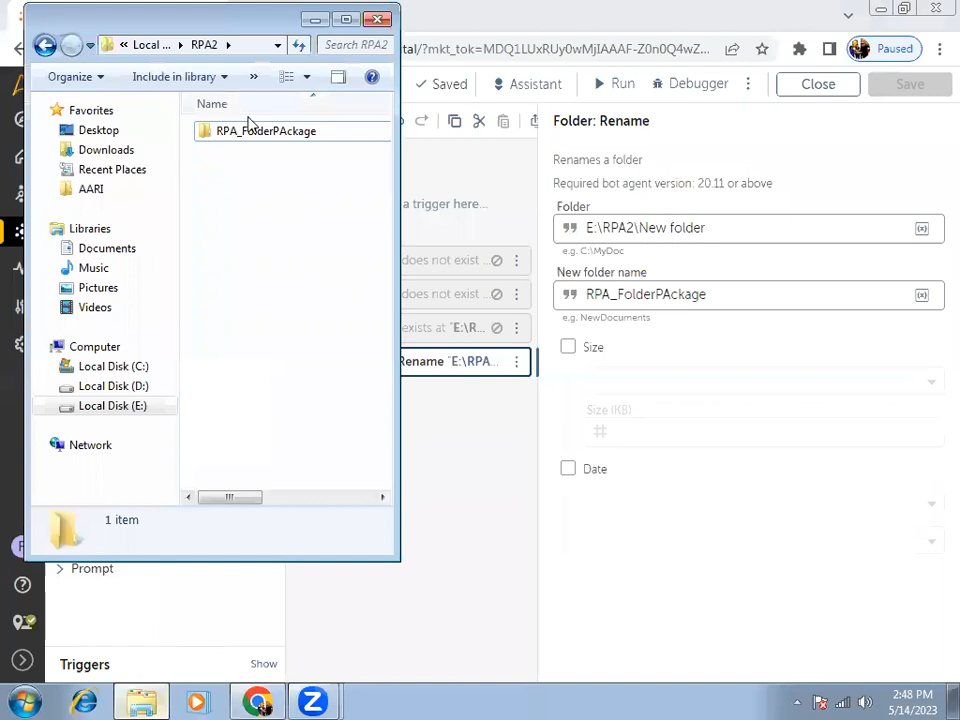 Local ... ▸ RPA2 ▸
Search RPA2
Organize
Include in library
»
Name
RPA_FolderPAckage
Favorites
Desktop
Downloads
Recent Places
AARI
Libraries
Documents
Music
Pictures
Videos
Computer
Local Disk (C:)
Local Disk (D:)
Local Disk (E:)
Network
1 item
tal/?mkt_tok=MDQ1LUxRUy0wMjIAAAF-Z0n0Q4wZ...
Paused
Saved
Assistant
Run
Debugger
Close
Save
a trigger here...
does not exist ...
does not exist ...
exists at "E:\R...
Rename "E:\RPA...
Folder: Rename
Renames a folder
Required bot agent version: 20.11 or above
Folder
E:\RPA2\New folder
(x)
e.g. C:\MyDoc
New folder name
RPA_FolderPAckage
(x)
e.g. NewDocuments
Size
Size (KB)
#
Date
Prompt
Triggers
Show
2:48 PM
5/14/2023